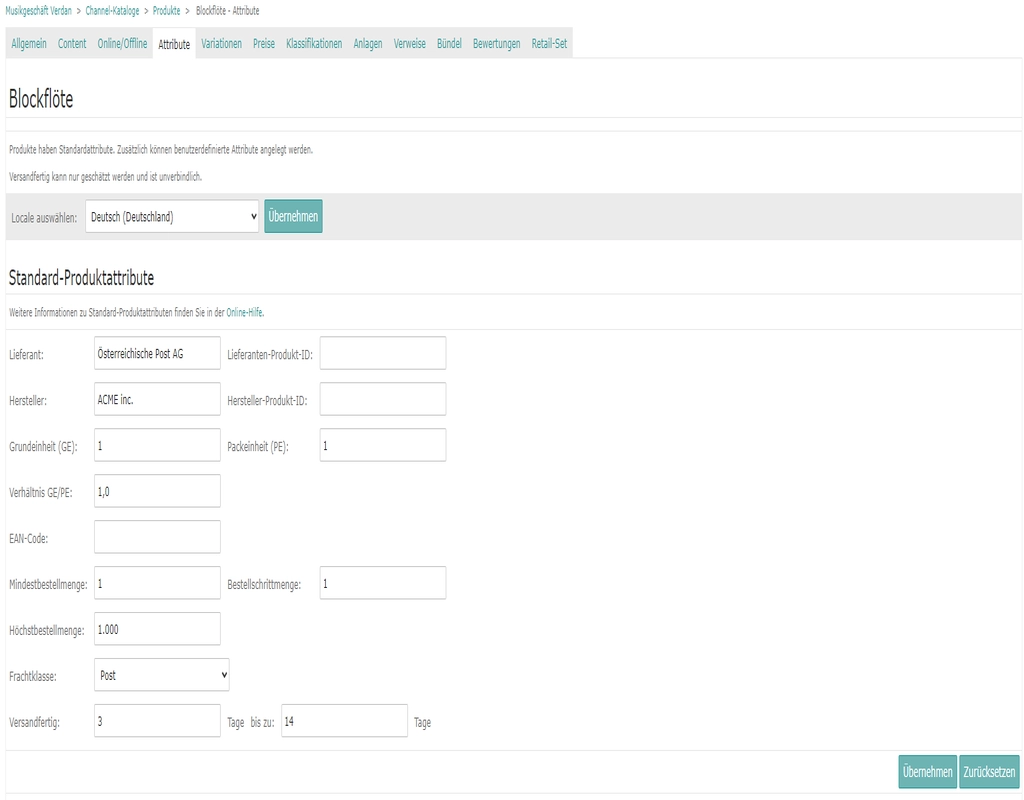 Musikgeschäft Verdan > Channel-Kataloge > Produkte > Blockflöte - Attribute
Allgemein Content Online/Offline Attribute Variationen Preise Klassifikationen Anlagen Verweise Bündel Bewertungen Retail-Set
Blockflöte
Produkte haben Standardattribute. Zusätzlich können benutzerdefinierte Attribute angelegt werden.
Versandfertig kann nur geschätzt werden und ist unverbindlich.
Locale auswählen: Deutsch (Deutschland) Übernehmen
Standard-Produktattribute
Weitere Informationen zu Standard-Produktattributen finden Sie in der Online-Hilfe.
Lieferant: Österreichische Post AG Lieferanten-Produkt-ID:
Hersteller: ACME inc. Hersteller-Produkt-ID:
Grundeinheit (GE): 1 Packeinheit (PE): 1
Verhältnis GE/PE: 1,0
EAN-Code:
Mindestbestellmenge: 1 Bestellschrittmenge: 1
Höchstbestellmenge: 1.000
Frachtklasse: Post
Versandfertig: 3 Tage bis zu: 14 Tage
Übernehmen Zurücksetzen